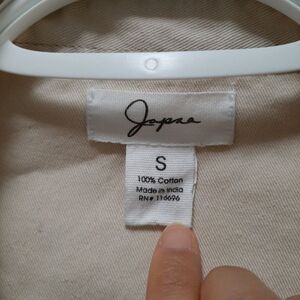 Japna
S
100% Cotton
Made in India
RN# 116696